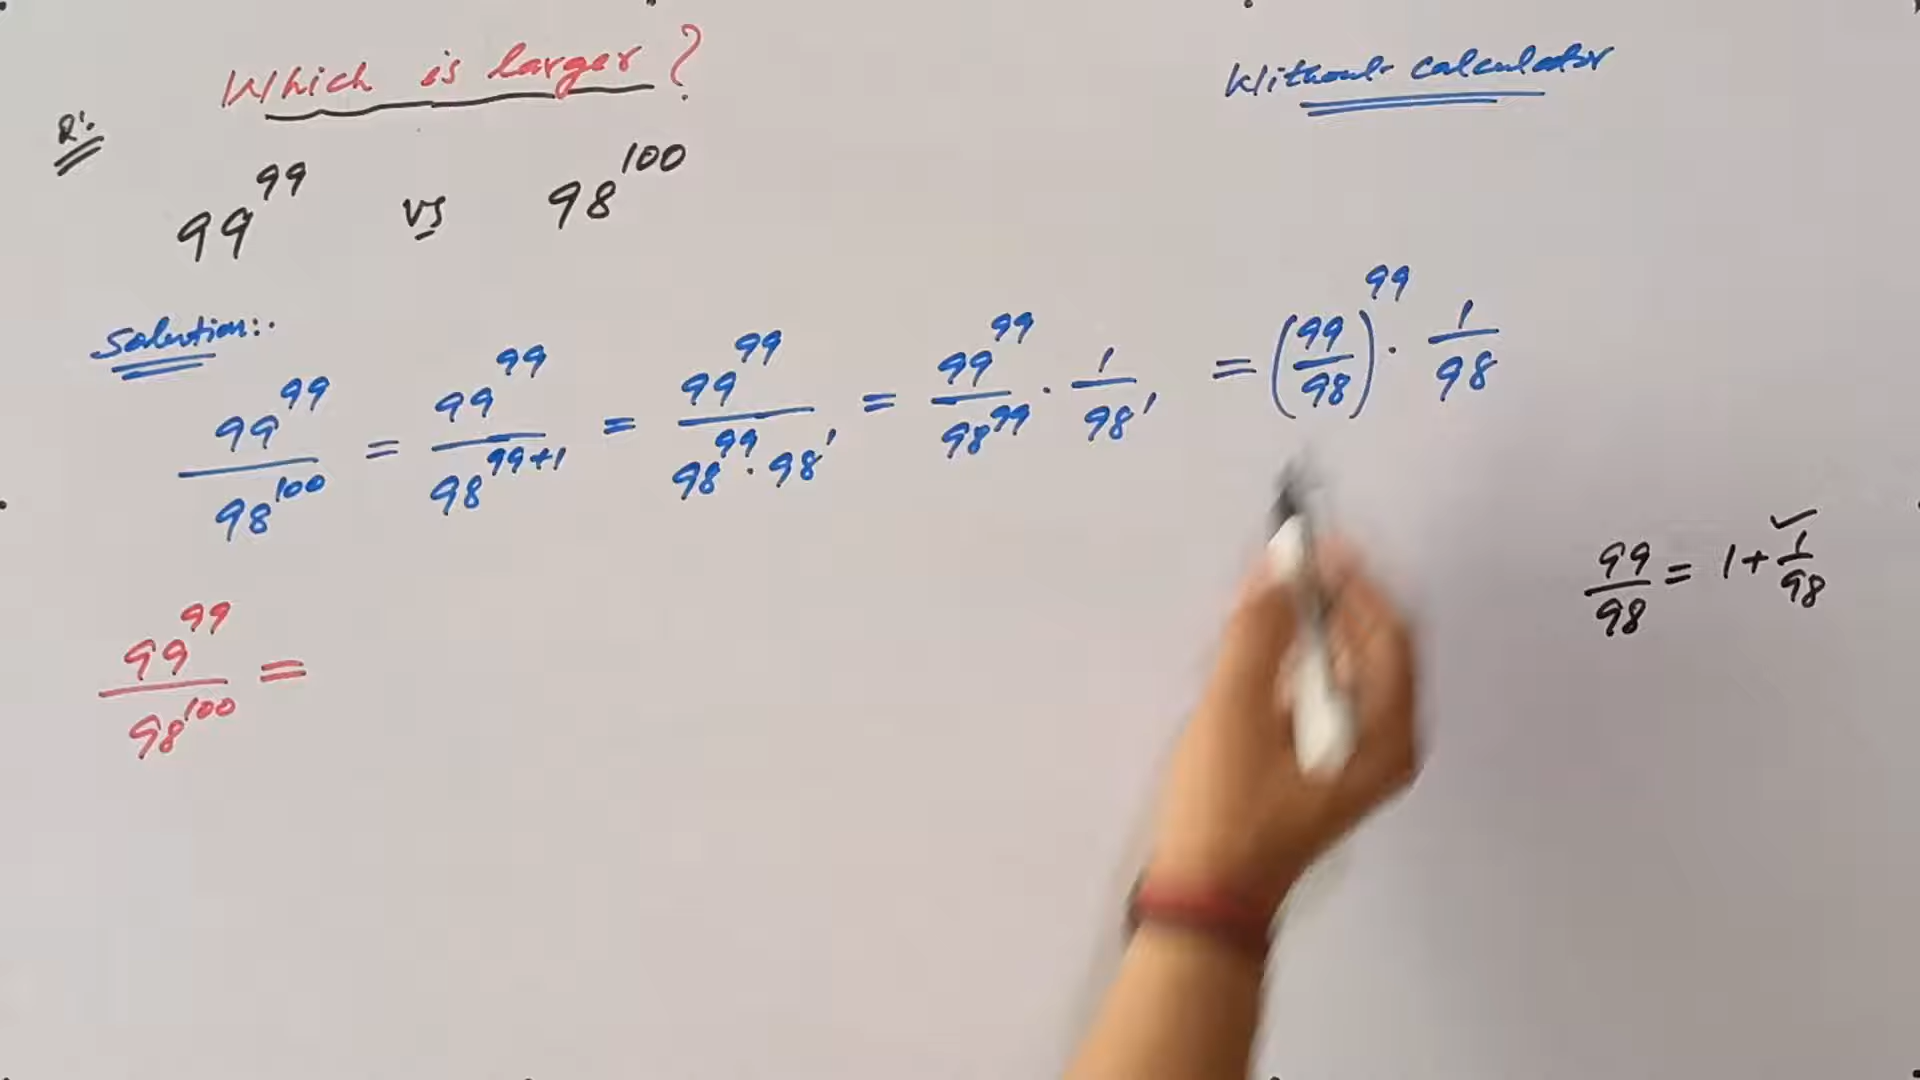 Which is larger?
Without calculator
Q:
99^99 vs 98^100
Solution:
99^99/98^100 = 99^99/98^(99+1) = 99^99/(98^99 · 98^1) = 99^99/98^99 · 1/98^1 = (99/98)^99 · 1/98
99/98 = 1 + 1/98
99^99/98^100 =